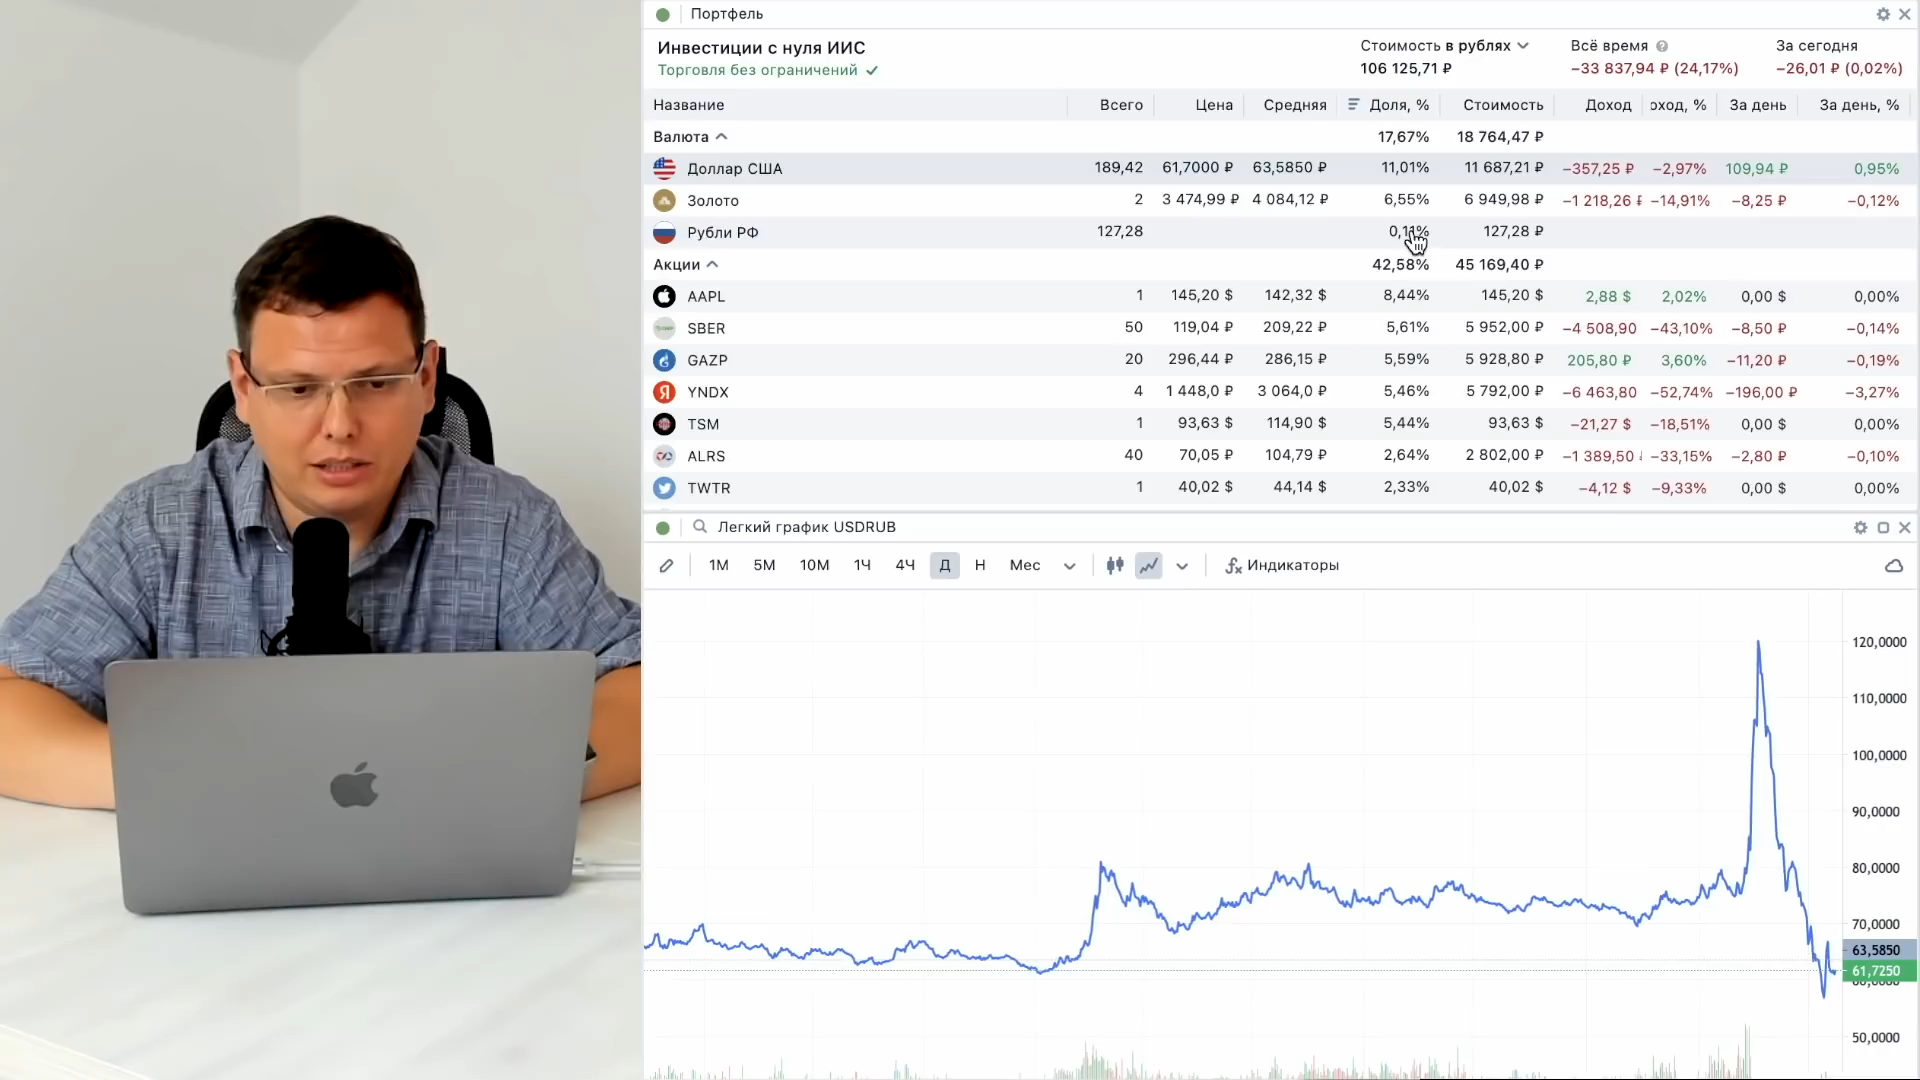 Портфель
Инвестиции с нуля ИИС
Торговля без ограничений
Стоимость в рублях
106 125,71 ₽
Всё время
−33 837,94 ₽ (24,17%)
За сегодня
−26,01 ₽ (0,02%)
Название Всего Цена Средняя Доля, % Стоимость Доход оход, % За день За день, %
Валюта 17,67% 18 764,47 ₽
Доллар США 189,42 61,7000 ₽ 63,5850 ₽ 11,01% 11 687,21 ₽ −357,25 ₽ −2,97% 109,94 ₽ 0,95%
Золото 2 3 474,99 ₽ 4 084,12 ₽ 6,55% 6 949,98 ₽ −1 218,26 ₽ −14,91% −8,25 ₽ −0,12%
Рубли РФ 127,28 0,11% 127,28 ₽
Акции 42,58% 45 169,40 ₽
AAPL 1 145,20 $ 142,32 $ 8,44% 145,20 $ 2,88 $ 2,02% 0,00 $ 0,00%
SBER 50 119,04 ₽ 209,22 ₽ 5,61% 5 952,00 ₽ −4 508,90 −43,10% −8,50 ₽ −0,14%
GAZP 20 296,44 ₽ 286,15 ₽ 5,59% 5 928,80 ₽ 205,80 ₽ 3,60% −11,20 ₽ −0,19%
YNDX 4 1 448,0 ₽ 3 064,0 ₽ 5,46% 5 792,00 ₽ −6 463,80 −52,74% −196,00 ₽ −3,27%
TSM 1 93,63 $ 114,90 $ 5,44% 93,63 $ −21,27 $ −18,51% 0,00 $ 0,00%
ALRS 40 70,05 ₽ 104,79 ₽ 2,64% 2 802,00 ₽ −1 389,50 −33,15% −2,80 ₽ −0,10%
TWTR 1 40,02 $ 44,14 $ 2,33% 40,02 $ −4,12 $ −9,33% 0,00 $ 0,00%
Легкий график USDRUB
1М 5М 10М 1Ч 4Ч Д Н Мес Индикаторы
120,0000
110,0000
100,0000
90,0000
80,0000
70,0000
63,5850
61,7250
50,0000